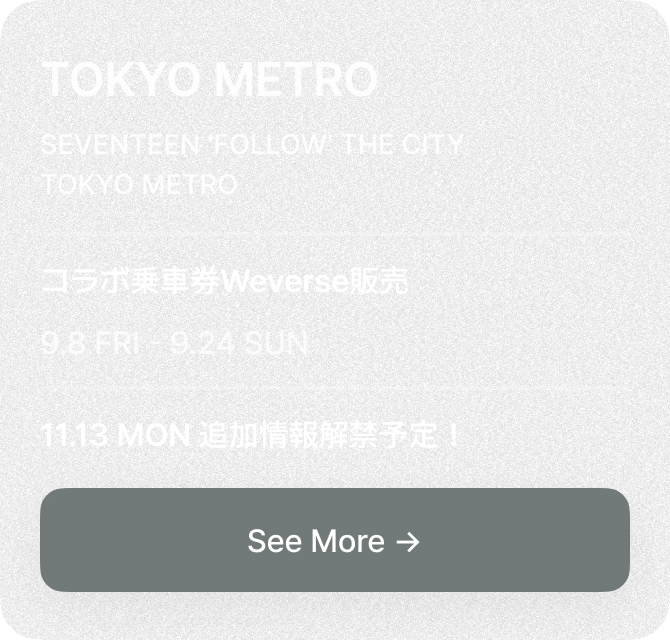 TOKYO METRO
SEVENTEEN 'FOLLOW' THE CITY
TOKYO METRO
コラボ乗車券Weverse販売
9.8 FRI - 9.24 SUN
11.13 MON 追加情報解禁予定！
See More →